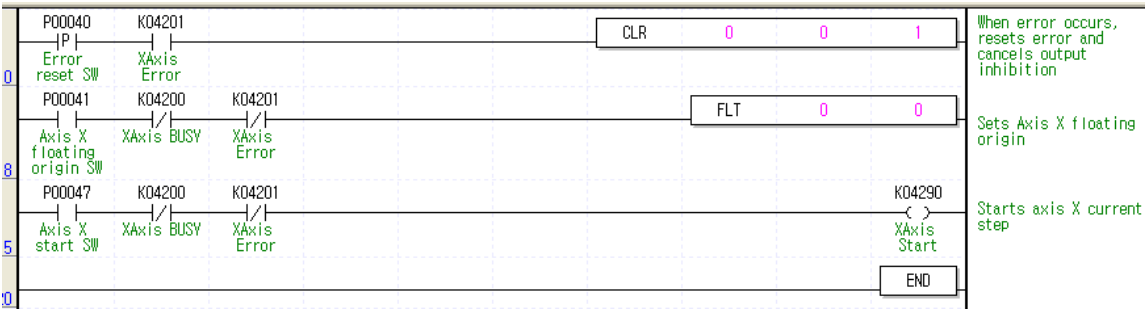 P00040 K04201
P
CLR 0 0 1
When error occurs,
resets error and
cancels output
inhibition
Error XAxis
reset SW Error
0
P00041 K04200 K04201
FLT 0 0
Sets Axis X floating
origin
Axis X XAxis BUSY XAxis
floating Error
origin SW
8
P00047 K04200 K04201 K04290
Starts axis X current
step
Axis X XAxis BUSY XAxis XAxis
start SW Error Start
5
END
0